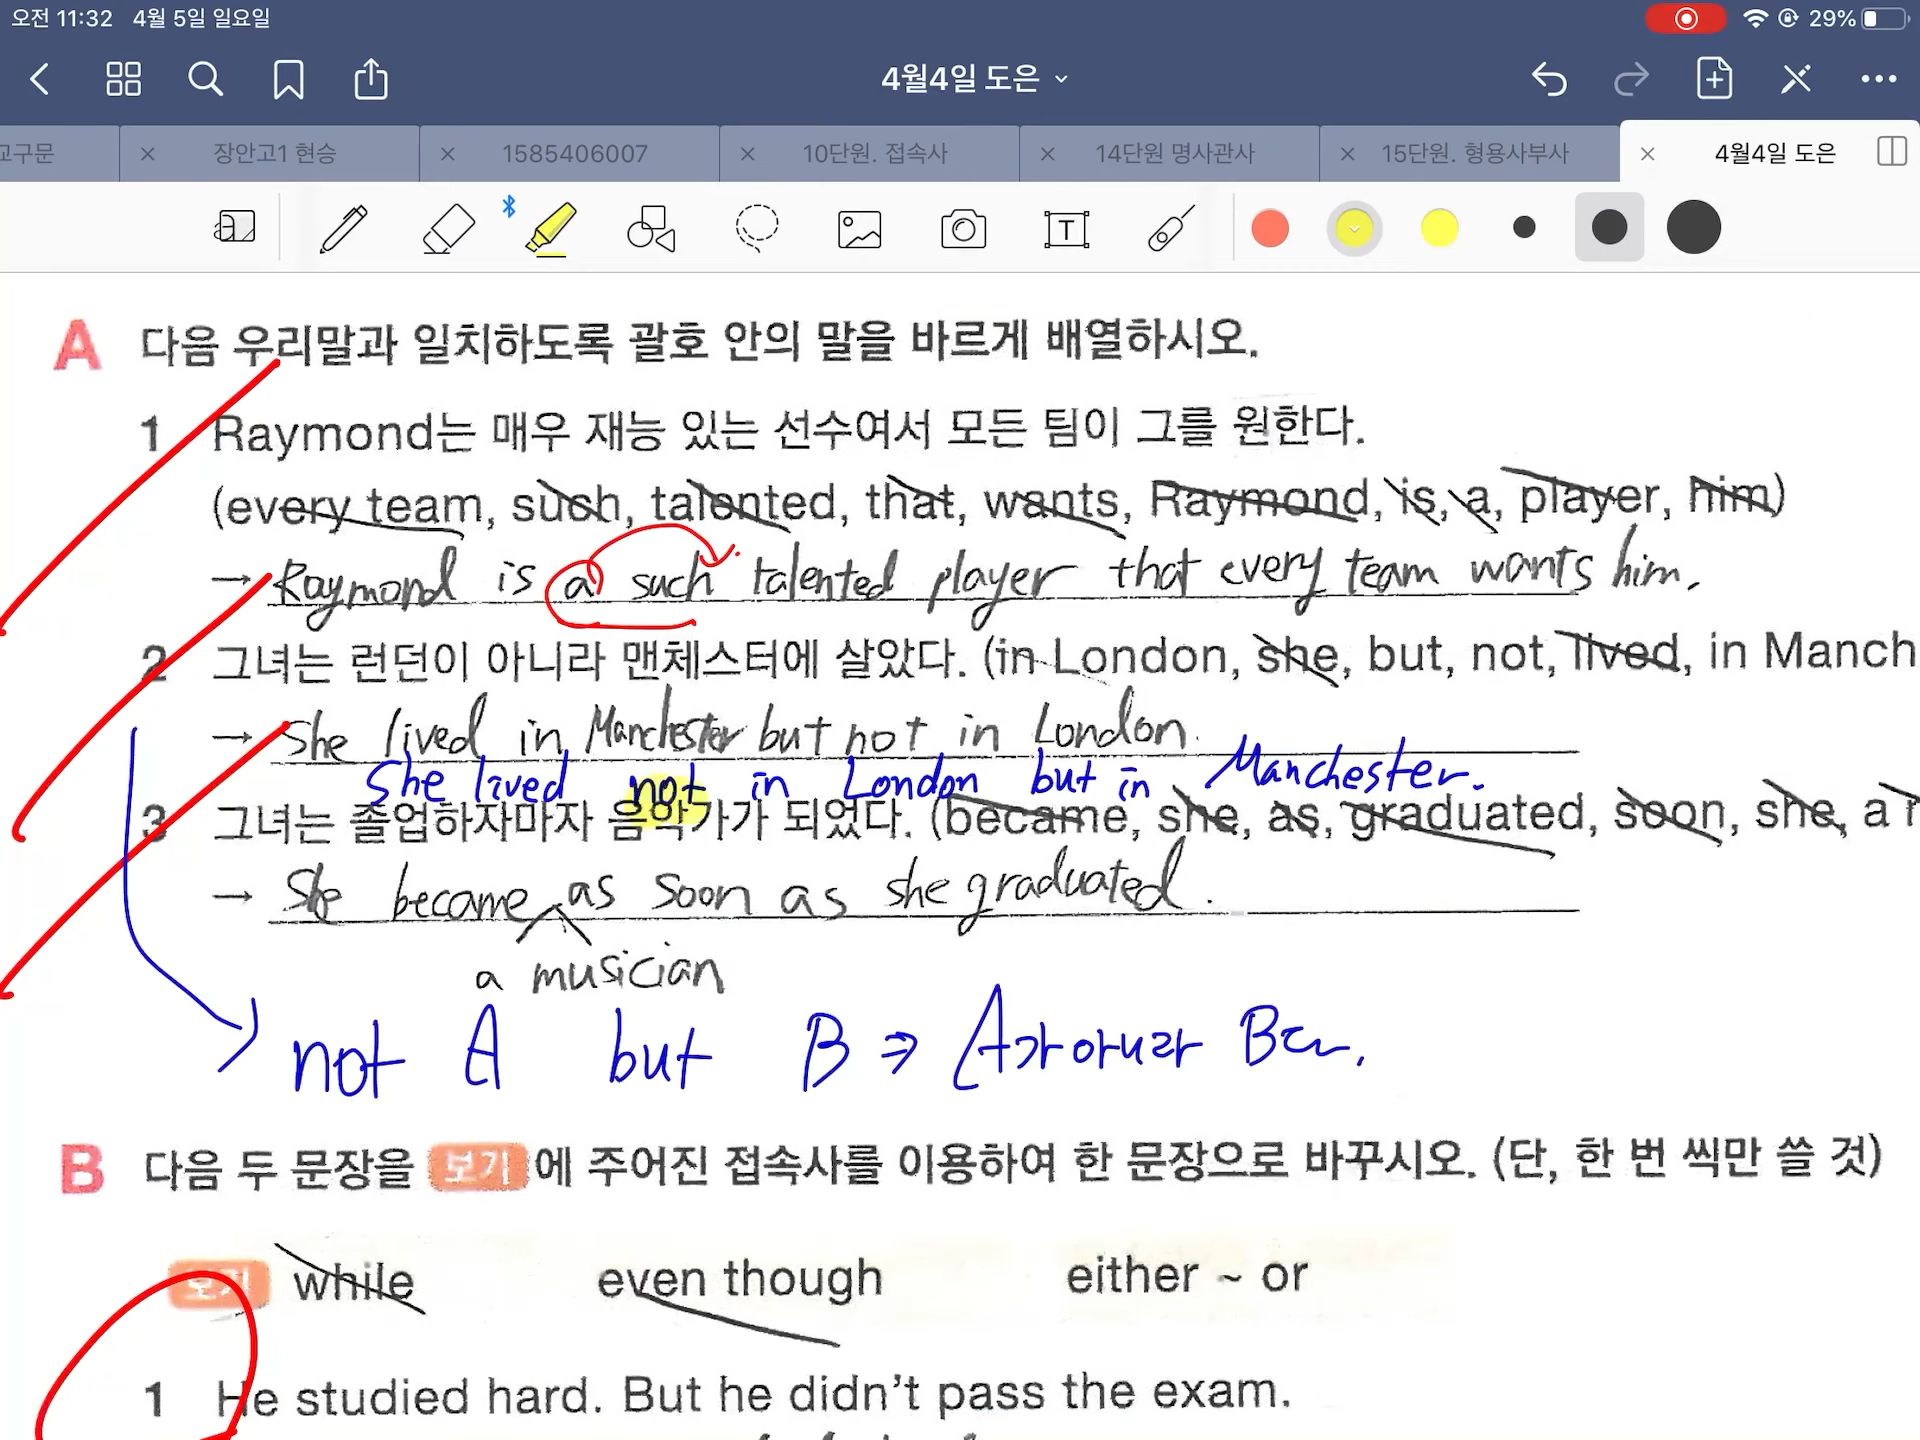 오전 11:32 4월 5일 일요일 29%
4월4일 도은
고구문 장안고1 현승 1585406007 10단원. 접속사 14단원 명사관사 15단원. 형용사부사 4월4일 도은
A 다음 우리말과 일치하도록 괄호 안의 말을 바르게 배열하시오.
1 Raymond는 매우 재능 있는 선수여서 모든 팀이 그를 원한다.
(every team, such, talented, that, wants, Raymond, is, a, player, him)
→ Raymond is a such talented player that every team wants him.
2 그녀는 런던이 아니라 맨체스터에 살았다. (in London, she, but, not, lived, in Manch
→ She lived in Manchester but not in London.
She lived not in London but in Manchester.
3 그녀는 졸업하자마자 음악가가 되었다. (became, she, as, graduated, soon, she, a
→ She became as soon as she graduated.
a musician
not A but B ⇒ A가 아니라 B다.
B 다음 두 문장을 보기에 주어진 접속사를 이용하여 한 문장으로 바꾸시오. (단, 한 번 씩만 쓸 것)
보기 while even though either ~ or
1 He studied hard. But he didn't pass the exam.